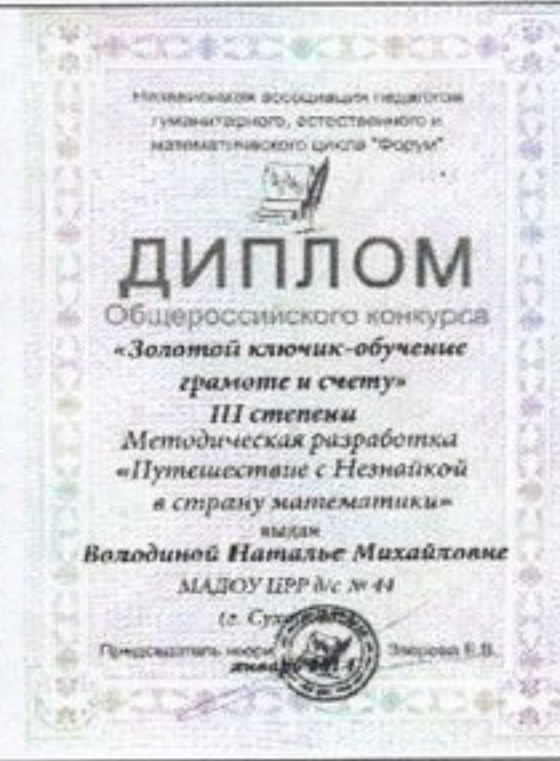 Независимая ассоциация педагогов
гуманитарного, естественного и
математического цикла "Форум"
ДИПЛОМ
Общероссийского конкурса
«Золотой ключик-обучение
грамоте и счету»
III степени
Методическая разработка
«Путешествие с Незнайкой
в страну математики»
выдан
Володиной Наталье Михайловне
МАДОУ ЦРР д/с № 44
(г.
Председатель Зверева Е.В.